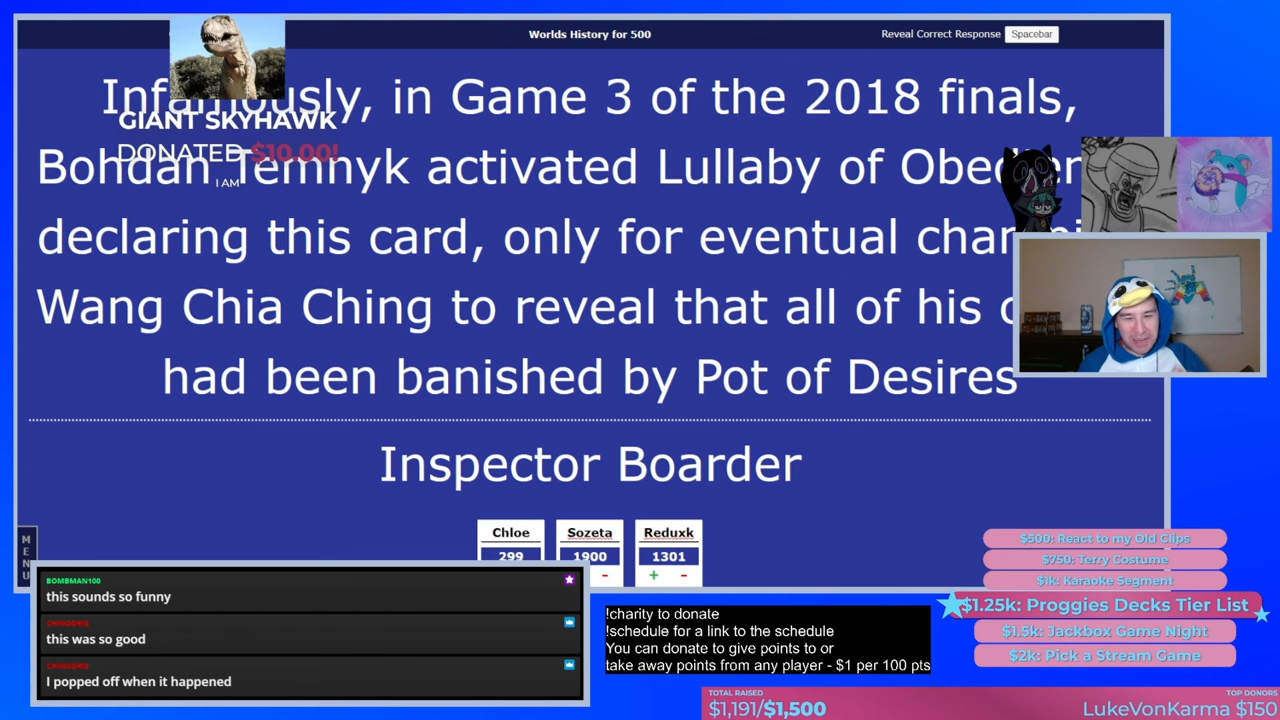 Worlds History for 500
Reveal Correct Response Spacebar
Infamously, in Game 3 of the 2018 finals,
GIANT SKYHAWK
DONATED $10.00!
I AM
Bohdan Temnyk activated Lullaby of
declaring this card, only for eventual
Wang Chia Ching to reveal that all of his
had been banished by Pot of Desires
Inspector Boarder
MENU
Chloe Sozeta Reduxk
299 1900 1301
- + -
BOMBMAN100
this sounds so funny
this was so good
I popped off when it happened
!charity to donate
!schedule for a link to the schedule
You can donate to give points to or
take away points from any player - $1 per 100 pts
$500: React to my Old Clips
$750: Terry Costume
$1k: Karaoke Segment
$1.25k: Proggies Decks Tier List
$1.5k: Jackbox Game Night
$2k: Pick a Stream Game
TOTAL RAISED
$1,191/$1,500
TOP DONORS
LukeVonKarma $150